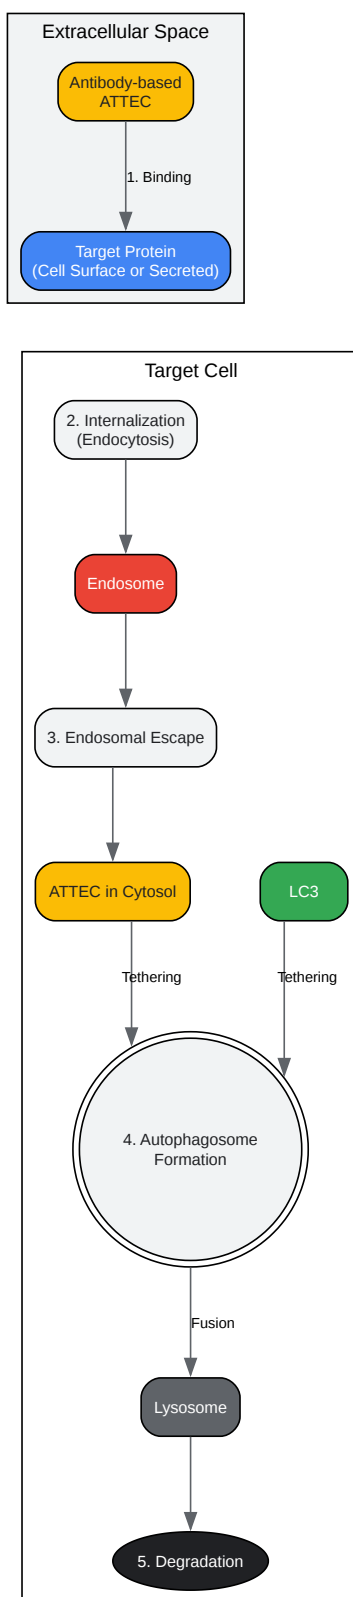 Extracellular Space
Antibody-based
ATTEC
1. Binding
Target Protein
(Cell Surface or Secreted)
Target Cell
2. Internalization
(Endocytosis)
Endosome
3. Endosomal Escape
ATTEC in Cytosol
LC3
Tethering
Tethering
4. Autophagosome
Formation
Fusion
Lysosome
5. Degradation